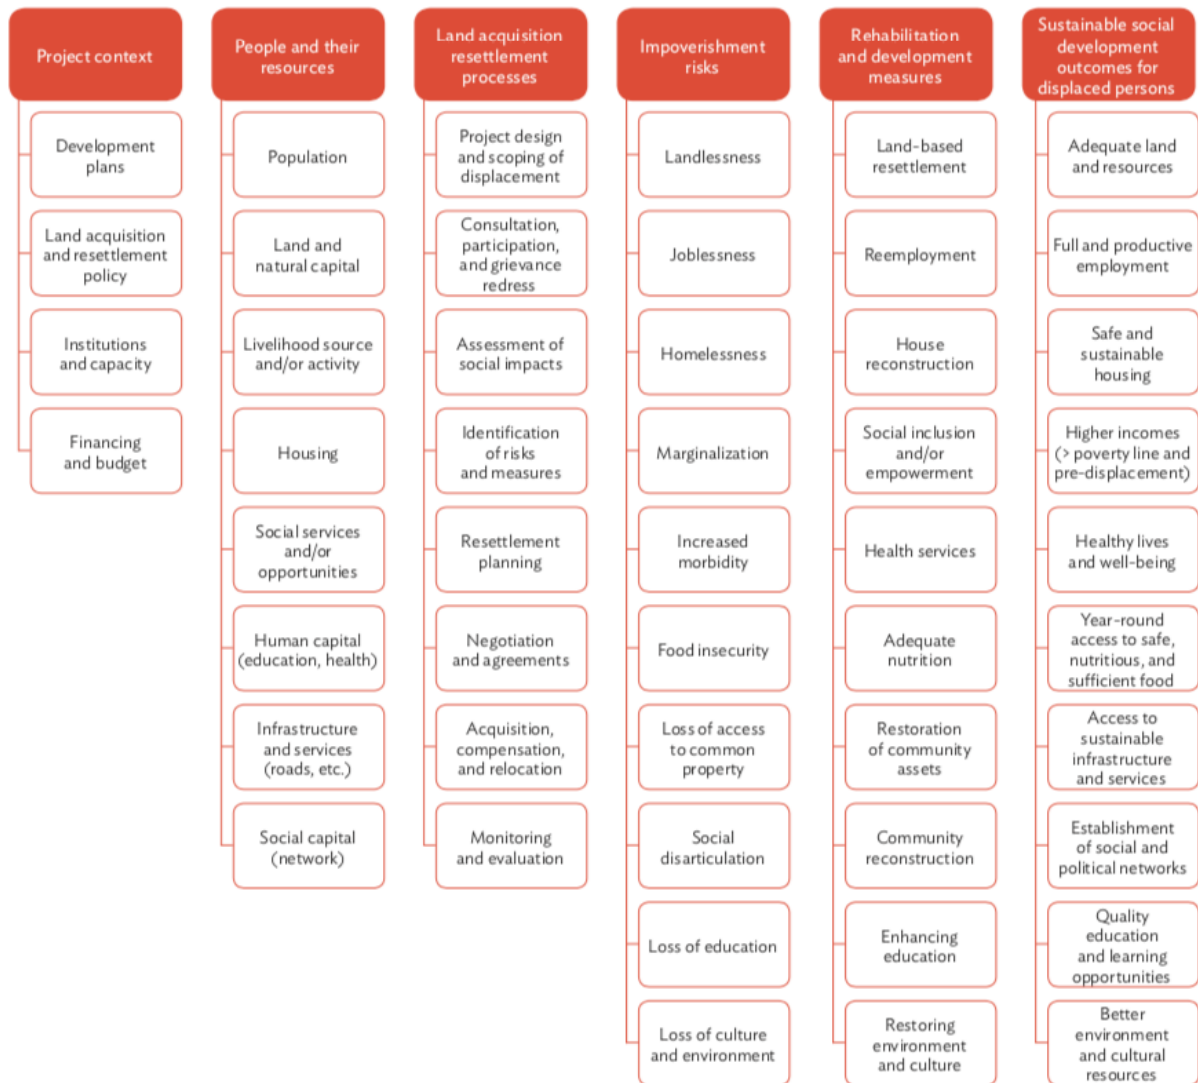 Project context
Development
plans
Land acquisition
and resettlement
policy
Institutions
and capacity
Financing
and budget
People and their
resources
Population
Land and
natural capital
Livelihood source
and/or activity
Housing
Social services
and/or
opportunities
Human capital
(education, health)
Infrastructure
and services
(roads, etc.)
Social capital
(network)
Land acquisition
resettlement
processes
Project design
and scoping of
displacement
Consultation,
participation,
and grievance
redress
Assessment of
social impacts
Identification
of risks
and measures
Resettlement
planning
Negotiation
and agreements
Acquisition,
compensation,
and relocation
Monitoring
and evaluation
Impoverishment
risks
Landlessness
Joblessness
Homelessness
Marginalization
Increased
morbidity
Food insecurity
Loss of access
to common
property
Social
disarticulation
Loss of education
Loss of culture
and environment
Rehabilitation
and development
measures
Land-based
resettlement
Reemployment
House
reconstruction
Social inclusion
and/or
empowerment
Health services
Adequate
nutrition
Restoration
of community
assets
Community
reconstruction
Enhancing
education
Restoring
environment
and culture
Sustainable social
development
outcomes for
displaced persons
Adequate land
and resources
Full and productive
employment
Safe and
sustainable
housing
Higher incomes
(> poverty line and
pre-displacement)
Healthy lives
and well-being
Year-round
access to safe,
nutritious, and
sufficient food
Access to
sustainable
infrastructure
and services
Establishment
of social and
political networks
Quality
education
and learning
opportunities
Better
environment
and cultural
resources